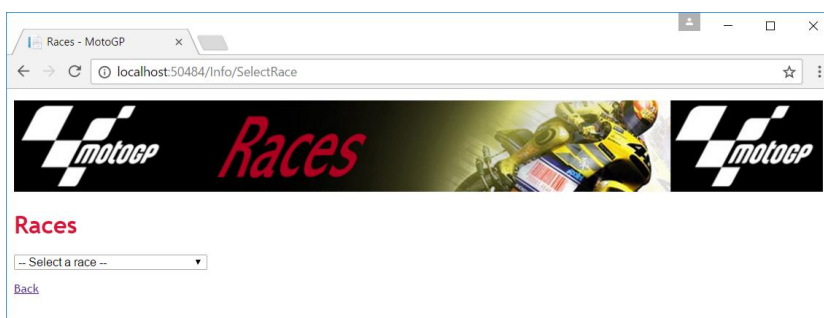 Races - MotoGP
localhost:50484/Info/SelectRace
motoGP Races motoGP
Races
-- Select a race --
Back